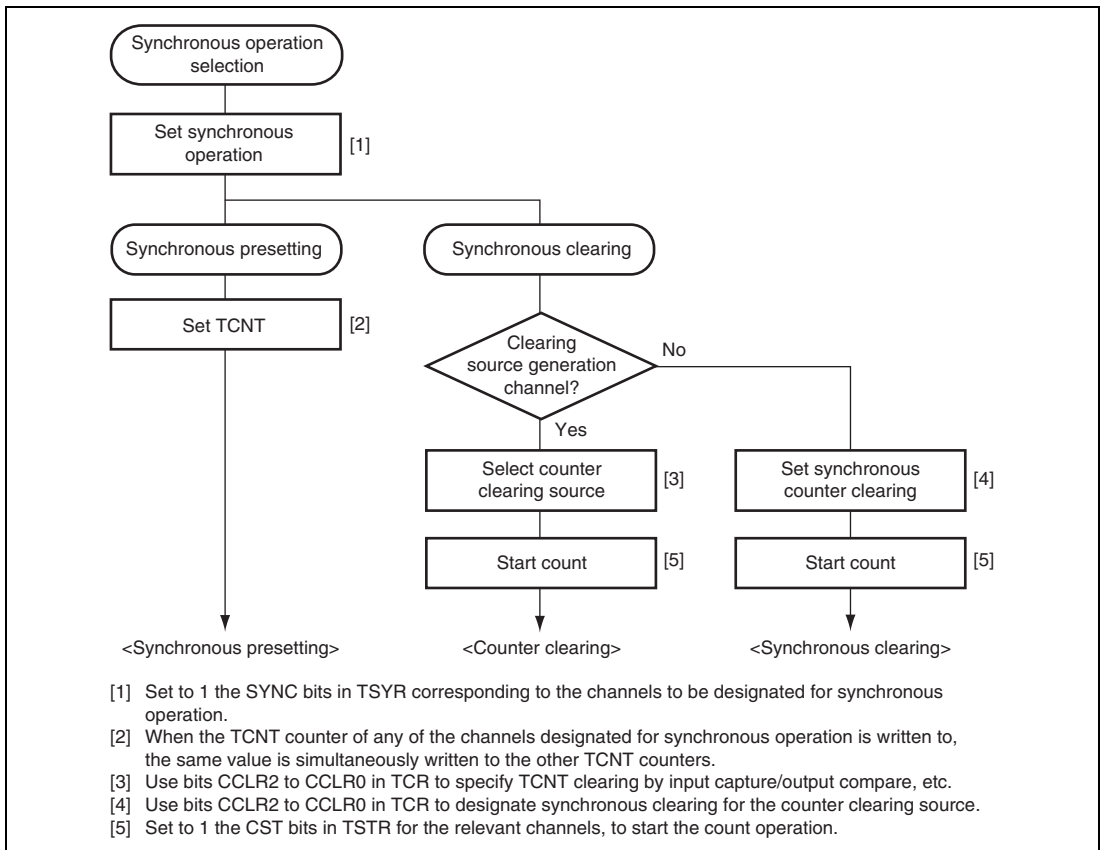 Synchronous operation
selection
Set synchronous
operation
[1]
Synchronous presetting
Synchronous clearing
Set TCNT
[2]
Clearing
source generation
channel?
No
Yes
Select counter
clearing source
[3]
Set synchronous
counter clearing
[4]
Start count
[5]
Start count
[5]
<Synchronous presetting>
<Counter clearing>
<Synchronous clearing>
[1] Set to 1 the SYNC bits in TSYR corresponding to the channels to be designated for synchronous
operation.
[2] When the TCNT counter of any of the channels designated for synchronous operation is written to,
the same value is simultaneously written to the other TCNT counters.
[3] Use bits CCLR2 to CCLR0 in TCR to specify TCNT clearing by input capture/output compare, etc.
[4] Use bits CCLR2 to CCLR0 in TCR to designate synchronous clearing for the counter clearing source.
[5] Set to 1 the CST bits in TSTR for the relevant channels, to start the count operation.